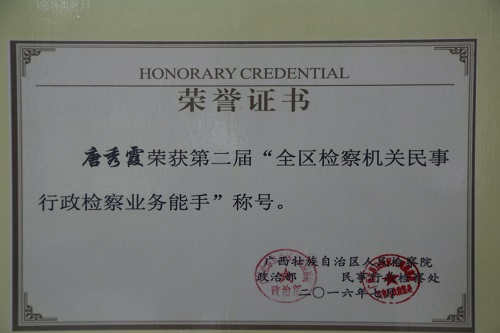 HONORARY CREDENTIAL
荣誉证书
唐秀霞荣获第二届“全区检察机关民事
行政检察业务能手”称号。
广西壮族自治区人民检察院
政治部 民事行政检察处
二〇一六年
政治部